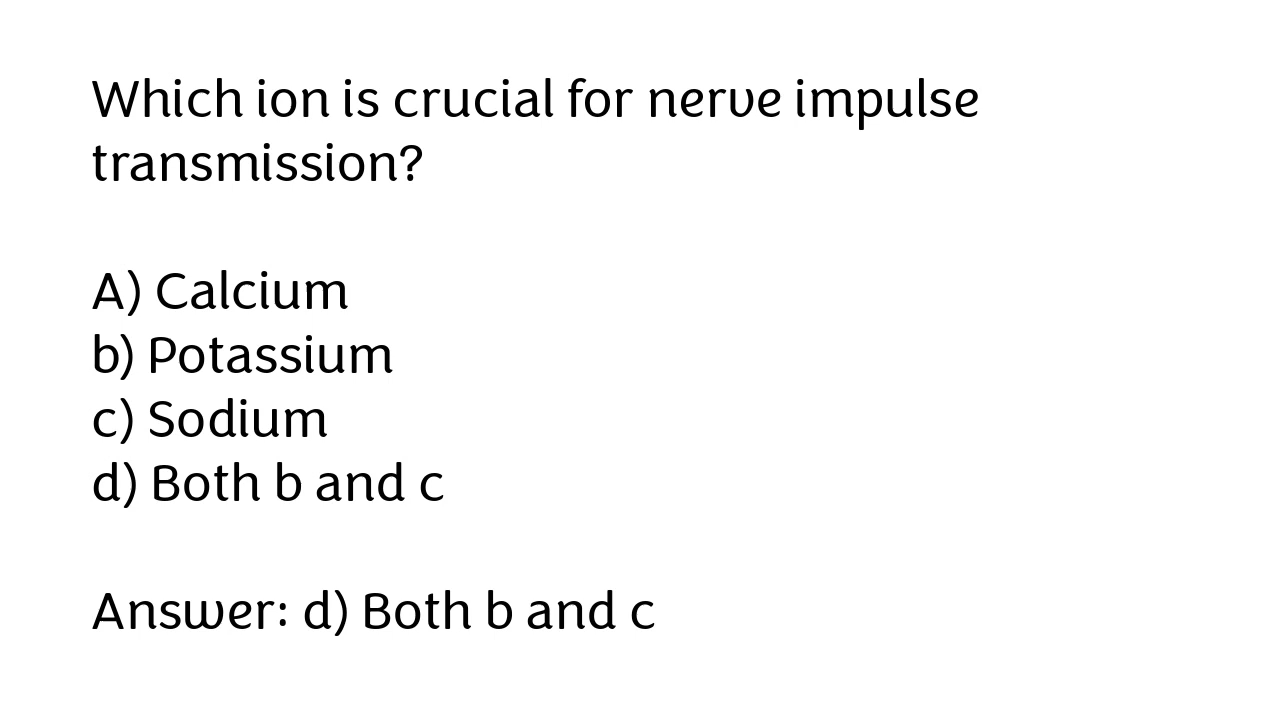 Which ion is crucial for nerve impulse
transmission?
A) Calcium
b) Potassium
c) Sodium
d) Both b and c
Answer: d) Both b and c